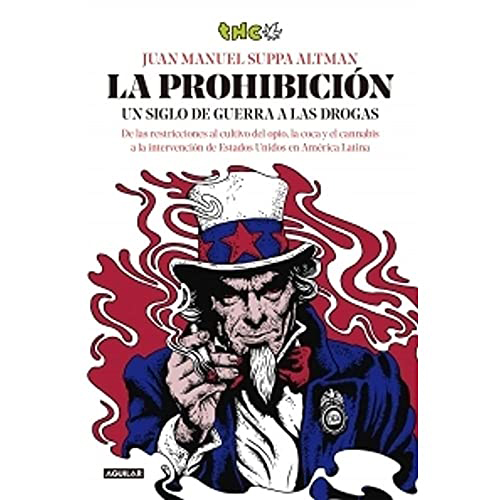 tHC
JUAN MANUEL SUPPA ALTMAN
LA PROHIBICIÓN
UN SIGLO DE GUERRA A LAS DROGAS
De las restricciones al cultivo del opio, la coca y el cannabis
a la intervención de Estados Unidos en América Latina
AGUILAR